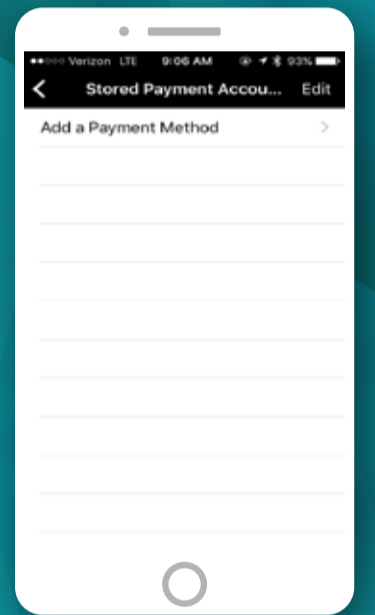 Verizon LTE 9:06 AM 93%
Stored Payment Accou... Edit
Add a Payment Method